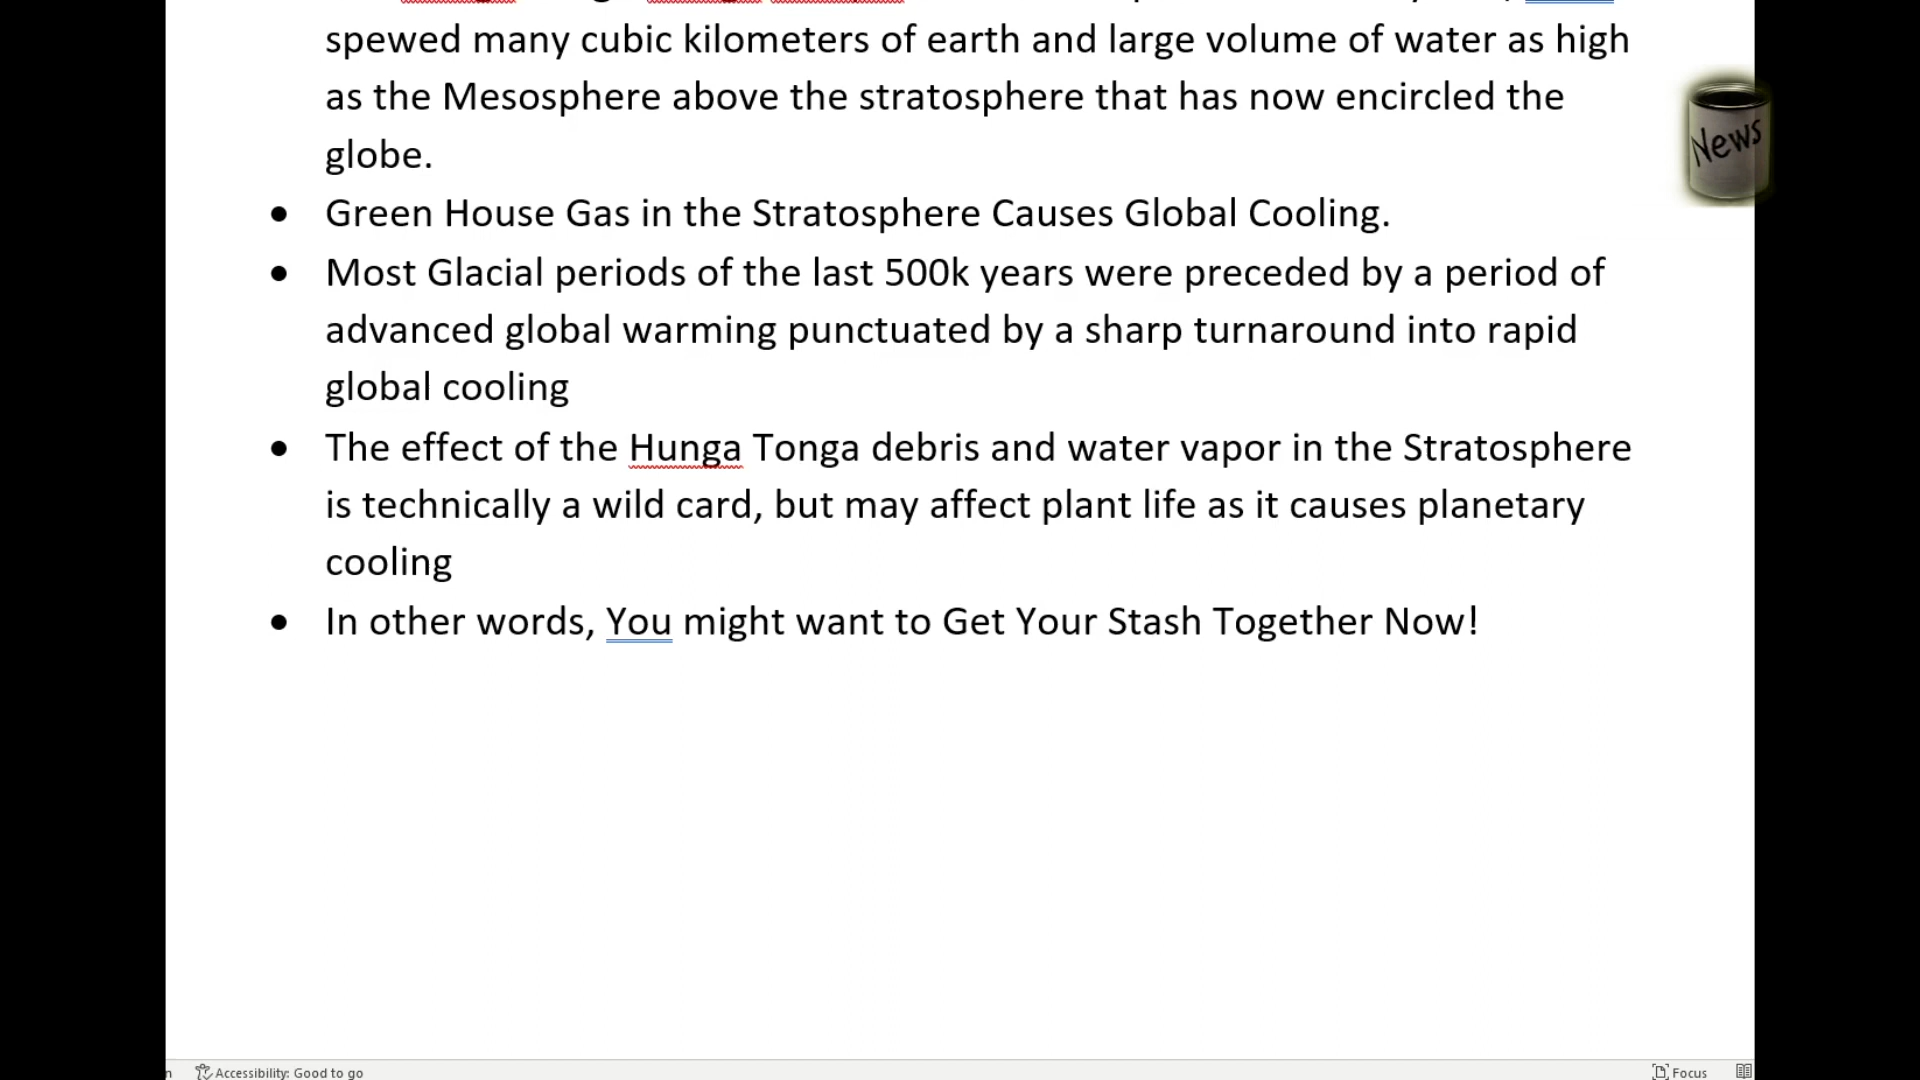 spewed many cubic kilometers of earth and large volume of water as high
as the Mesosphere above the stratosphere that has now encircled the
globe.
News
• Green House Gas in the Stratosphere Causes Global Cooling.
• Most Glacial periods of the last 500k years were preceded by a period of
advanced global warming punctuated by a sharp turnaround into rapid
global cooling
• The effect of the Hunga Tonga debris and water vapor in the Stratosphere
is technically a wild card, but may affect plant life as it causes planetary
cooling
• In other words, You might want to Get Your Stash Together Now!
Accessibility: Good to go
Focus